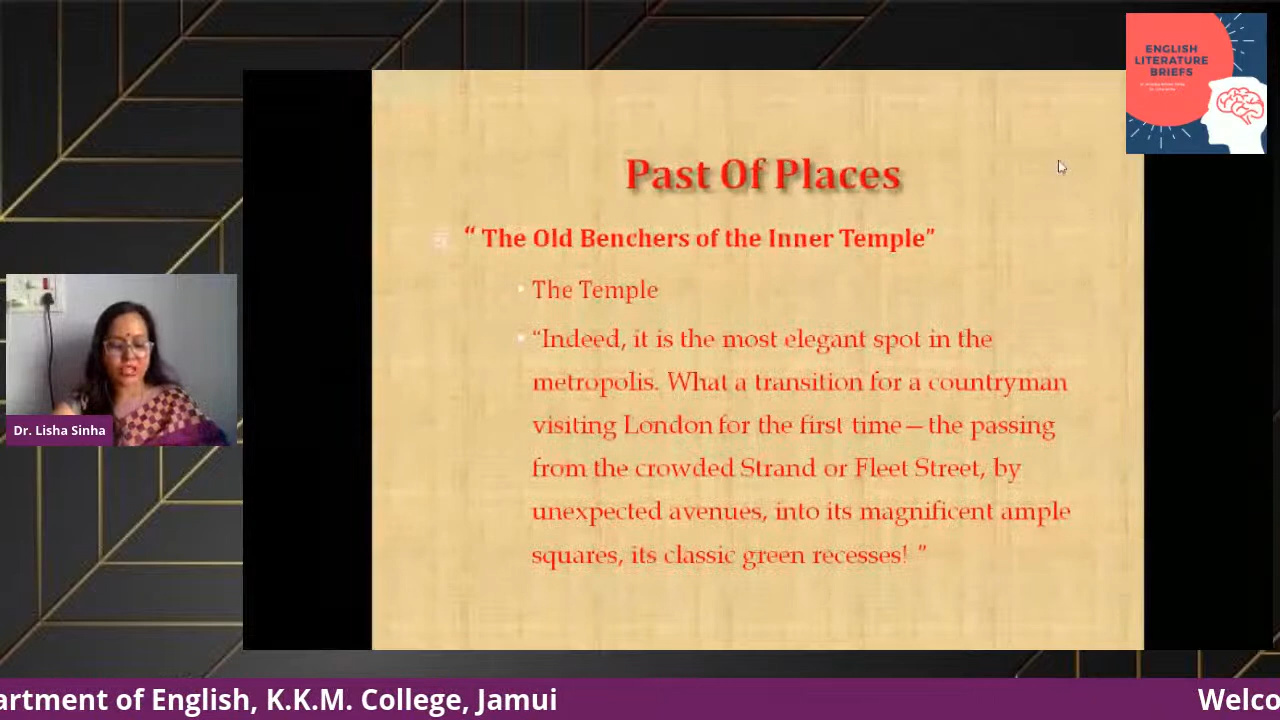 ENGLISH
LITERATURE
BRIEFS
Past Of Places
“ The Old Benchers of the Inner Temple”
The Temple
“Indeed, it is the most elegant spot in the
metropolis. What a transition for a countryman
visiting London for the first time—the passing
from the crowded Strand or Fleet Street, by
unexpected avenues, into its magnificent ample
squares, its classic green recesses! ”
Dr. Lisha Sinha
artment of English, K.K.M. College, Jamui
Welco